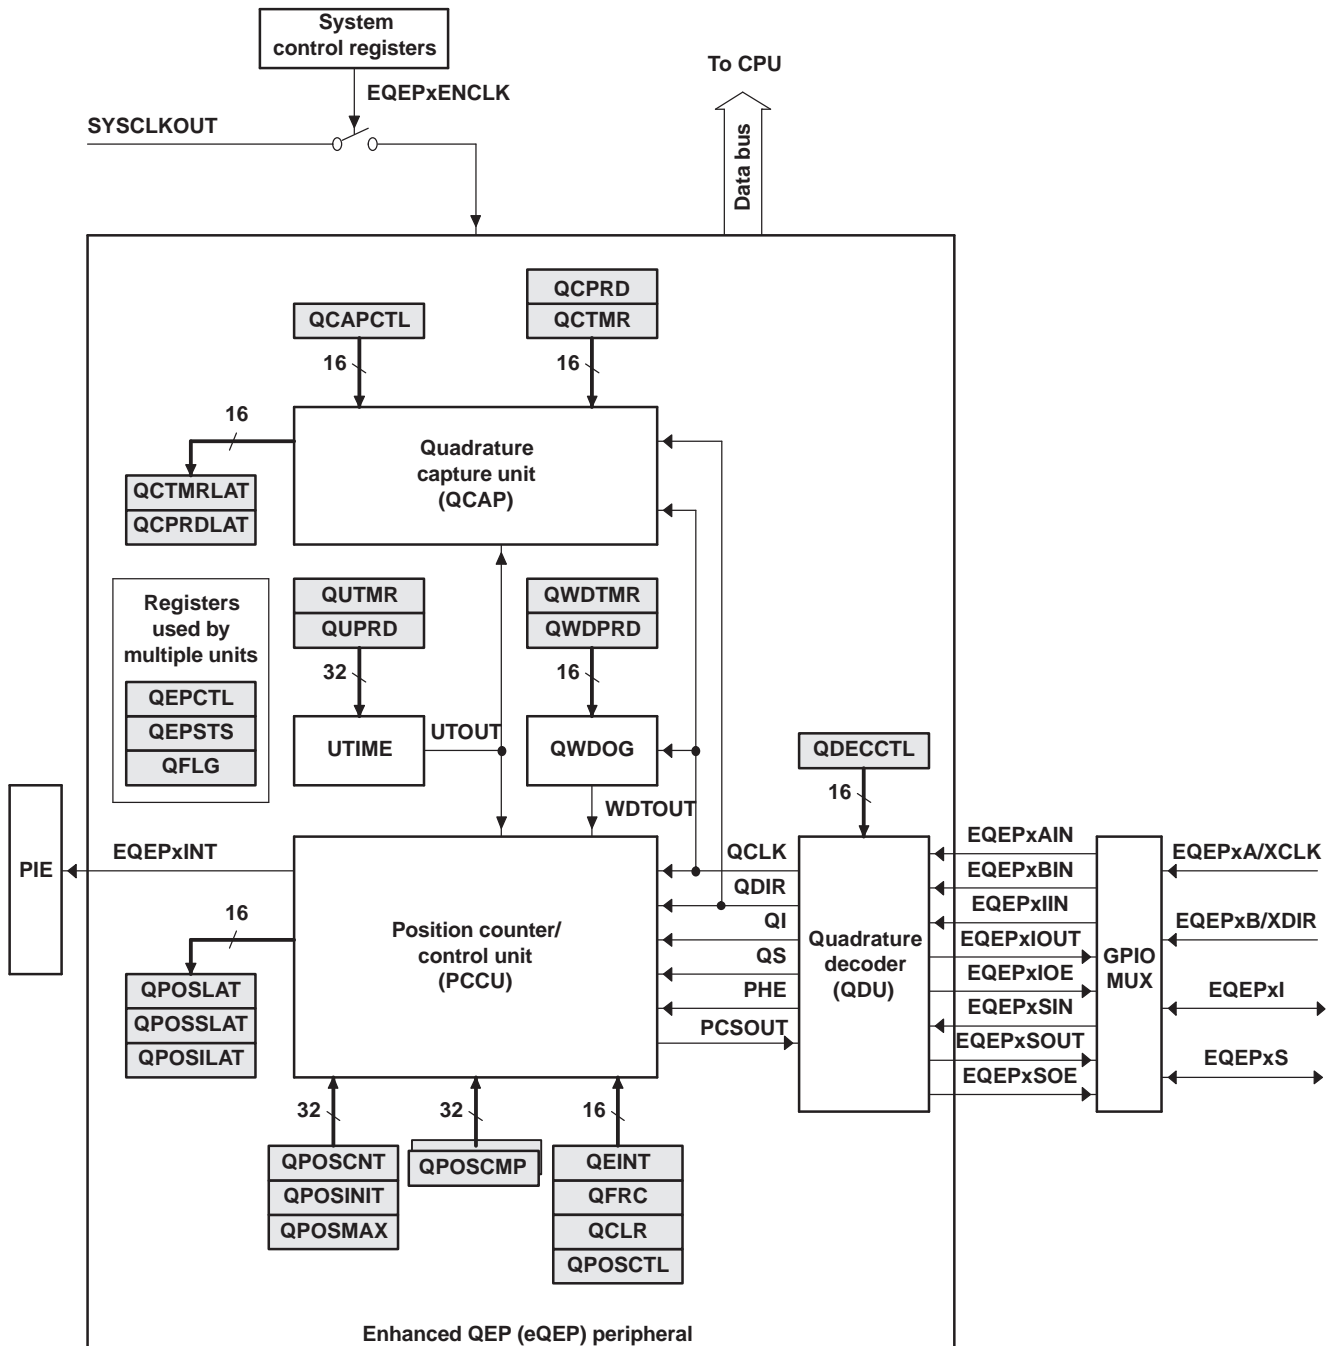 System
control registers
To CPU
EQEPxENCLK
SYSCLKOUT
Data bus
QCPRD
QCAPCTL
QCTMR
16
16
16
Quadrature
capture unit
(QCAP)
QCTMRLAT
QCPRDLAT
Registers
used by
multiple units
QEPCTL
QEPSTS
QFLG
QUTMR
QUPRD
QWDTMR
QWDPRD
32
16
UTIME
UTOUT
QWDOG
QDECCTL
WDTOUT
16
PIE
EQEPxINT
16
Position counter/
control unit
(PCCU)
QCLK
QDIR
QI
QS
PHE
PCSOUT
Quadrature
decoder
(QDU)
EQEPxAIN
EQEPxBIN
EQEPxIIN
EQEPxIOUT
EQEPxIOE
EQEPxSIN
EQEPxSOUT
EQEPxSOE
GPIO
MUX
EQEPxA/XCLK
EQEPxB/XDIR
EQEPxI
EQEPxS
QPOSLAT
QPOSSLAT
QPOSILAT
32
32
16
QPOSCNT
QPOSINIT
QPOSMAX
QPOSCMP
QEINT
QFRC
QCLR
QPOSCTL
Enhanced QEP (eQEP) peripheral